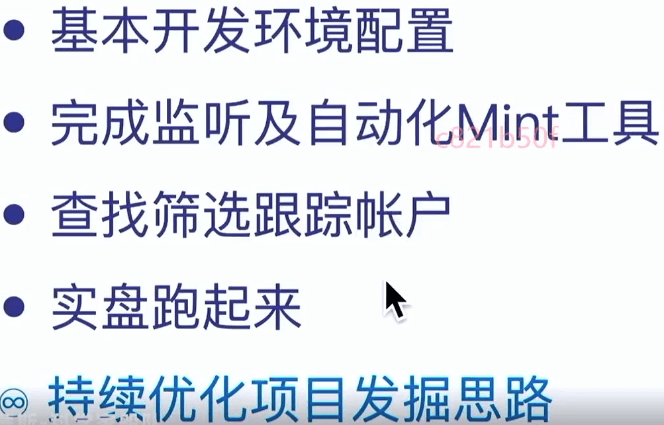 • 基本开发环境配置
• 完成监听及自动化Mint工具
c821b50f
• 查找筛选跟踪帐户
• 实盘跑起来
♾ 持续优化项目发掘思路